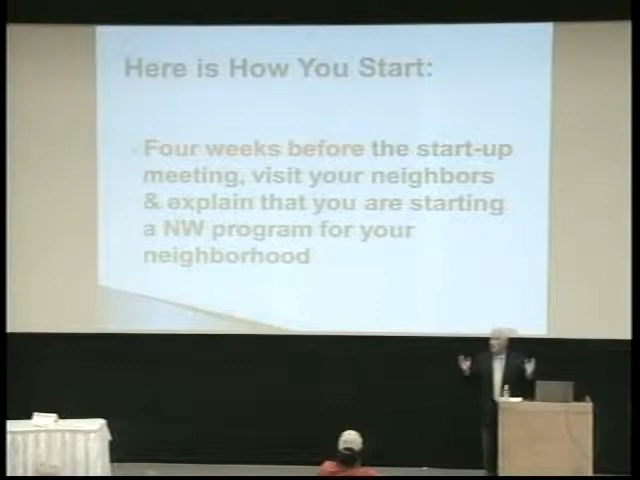 Here is How You Start:
Four weeks before the start-up
meeting, visit your neighbors
& explain that you are starting
a NW program for your
neighborhood